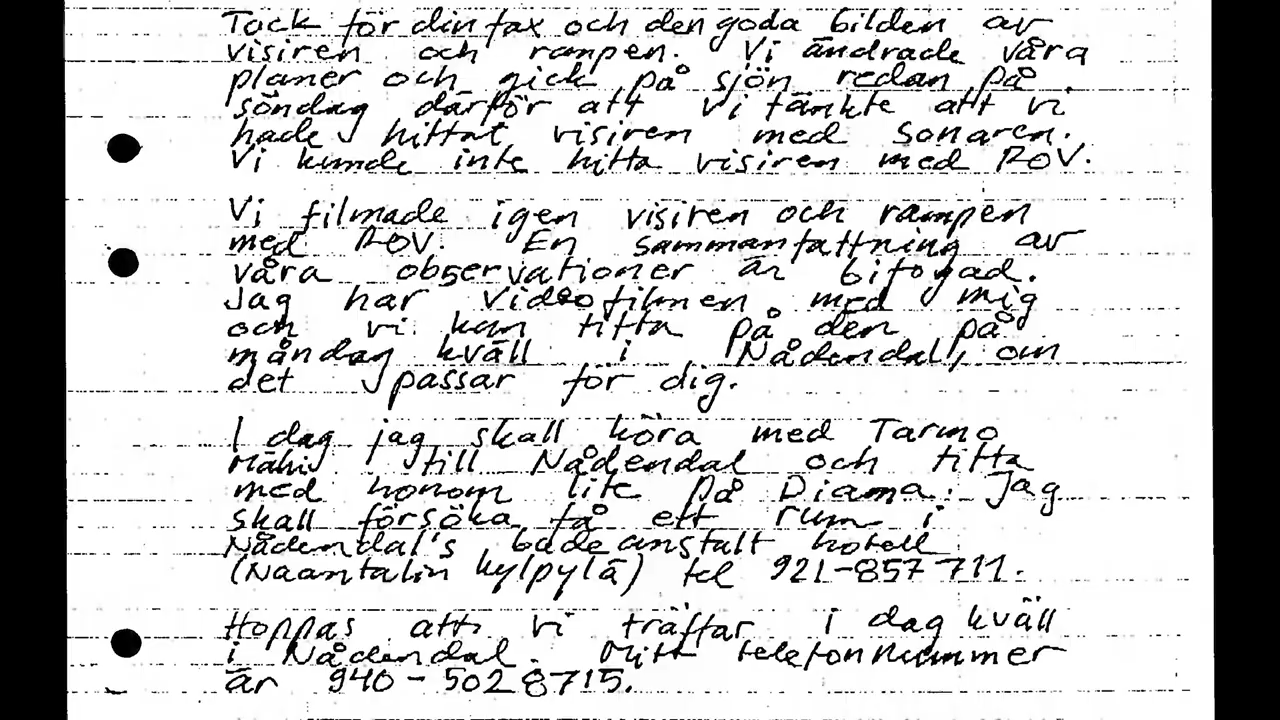 Tack för din fax och den goda bilden av
visiren och rampen. Vi ändrade våra
planer och gick på sjön redan på
söndag därför att vi tänkte att vi
hade hittat visiren med sonaren.
Vi kunde inte hitta visiren med ROV.
Vi filmade igen visiren och rampen
med ROV. En sammanfattning av
våra observationer är bifogad.
Jag har videofilmen med mig
och vi kan titta på den på
måndag kväll i Nådendal, om
det passar för dig.
I dag jag skall köra med Tarmo
till Nådendal och titta
med honom lite på Diana. Jag
skall försöka få ett rum i
Nådendal's badeanstalt hotell
(Naantalin kylpylä) tel 921-857 711.
Hoppas att vi träffar i dag kväll
i Nådendal. Mitt telefonnummer
är 940-502 8715.